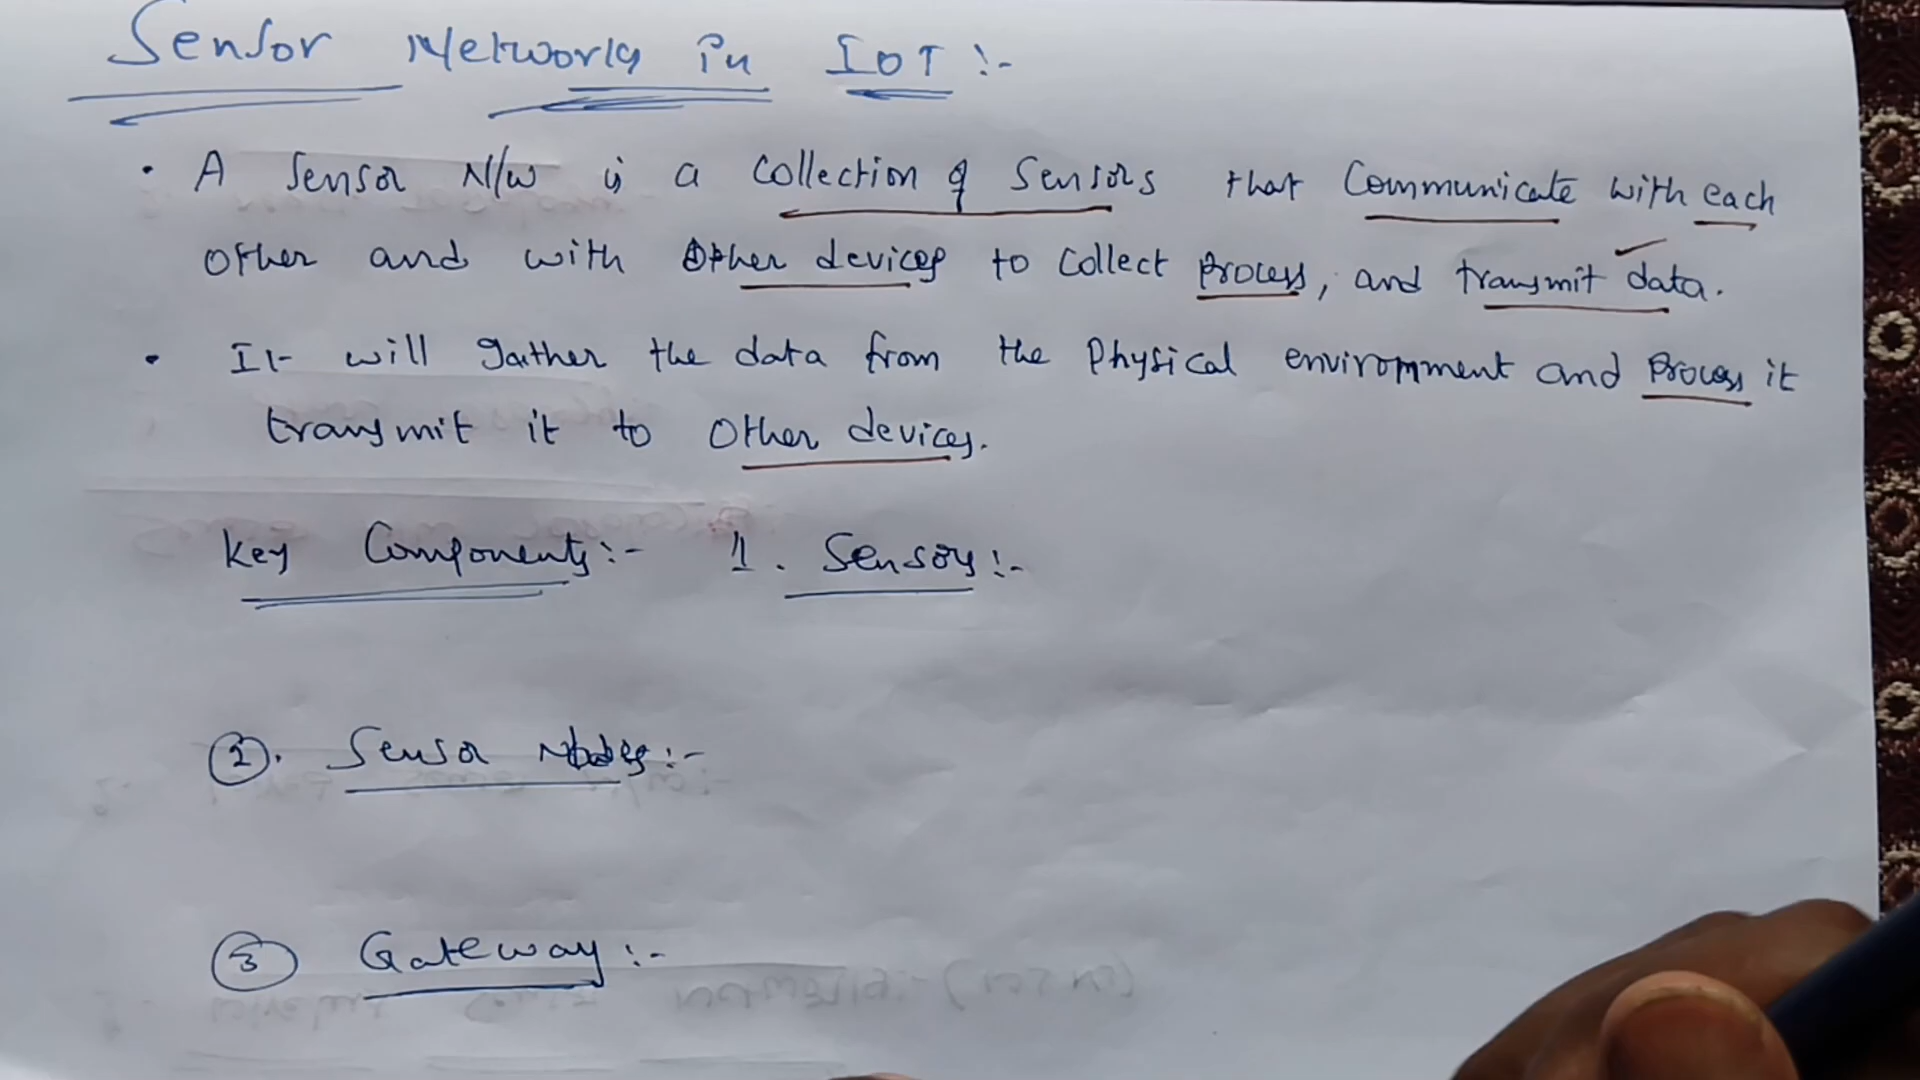 Sensor Networks in IOT :-
• A Sensor N/w is a collection of Sensors that Communicate with each
other and with Other devices to collect Process, and transmit data.
• It will gather the data from the Physical environment and Process it
transmit it to Other devices.
Key Components :- 1. Sensors :-
2. Sensor Nodes :-
3 Gateway :-